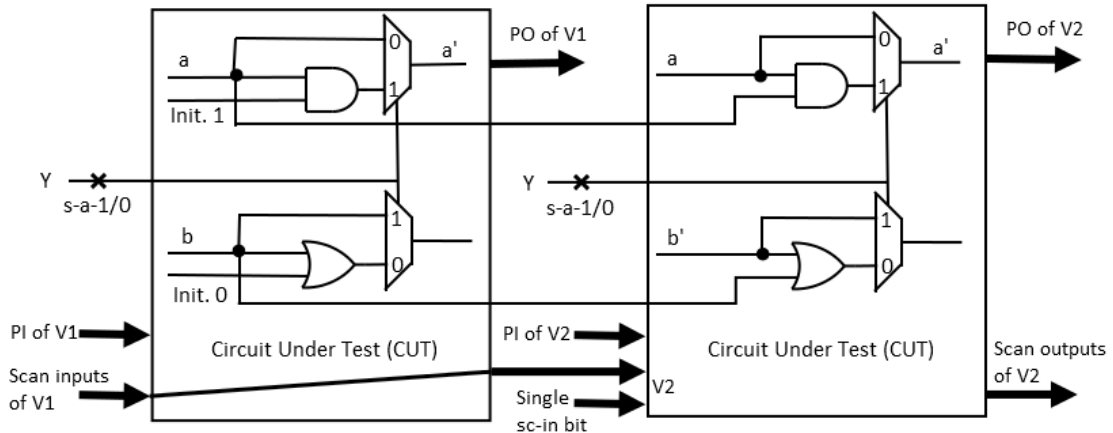 a
Init. 1
0
1
a'
PO of V1
Y
s-a-1/0
b
Init. 0
1
0
PI of V1
Circuit Under Test (CUT)
Scan inputs
of V1
a
0
1
a'
PO of V2
Y
s-a-1/0
b'
1
0
PI of V2
Circuit Under Test (CUT)
V2
Single
sc-in bit
Scan outputs
of V2